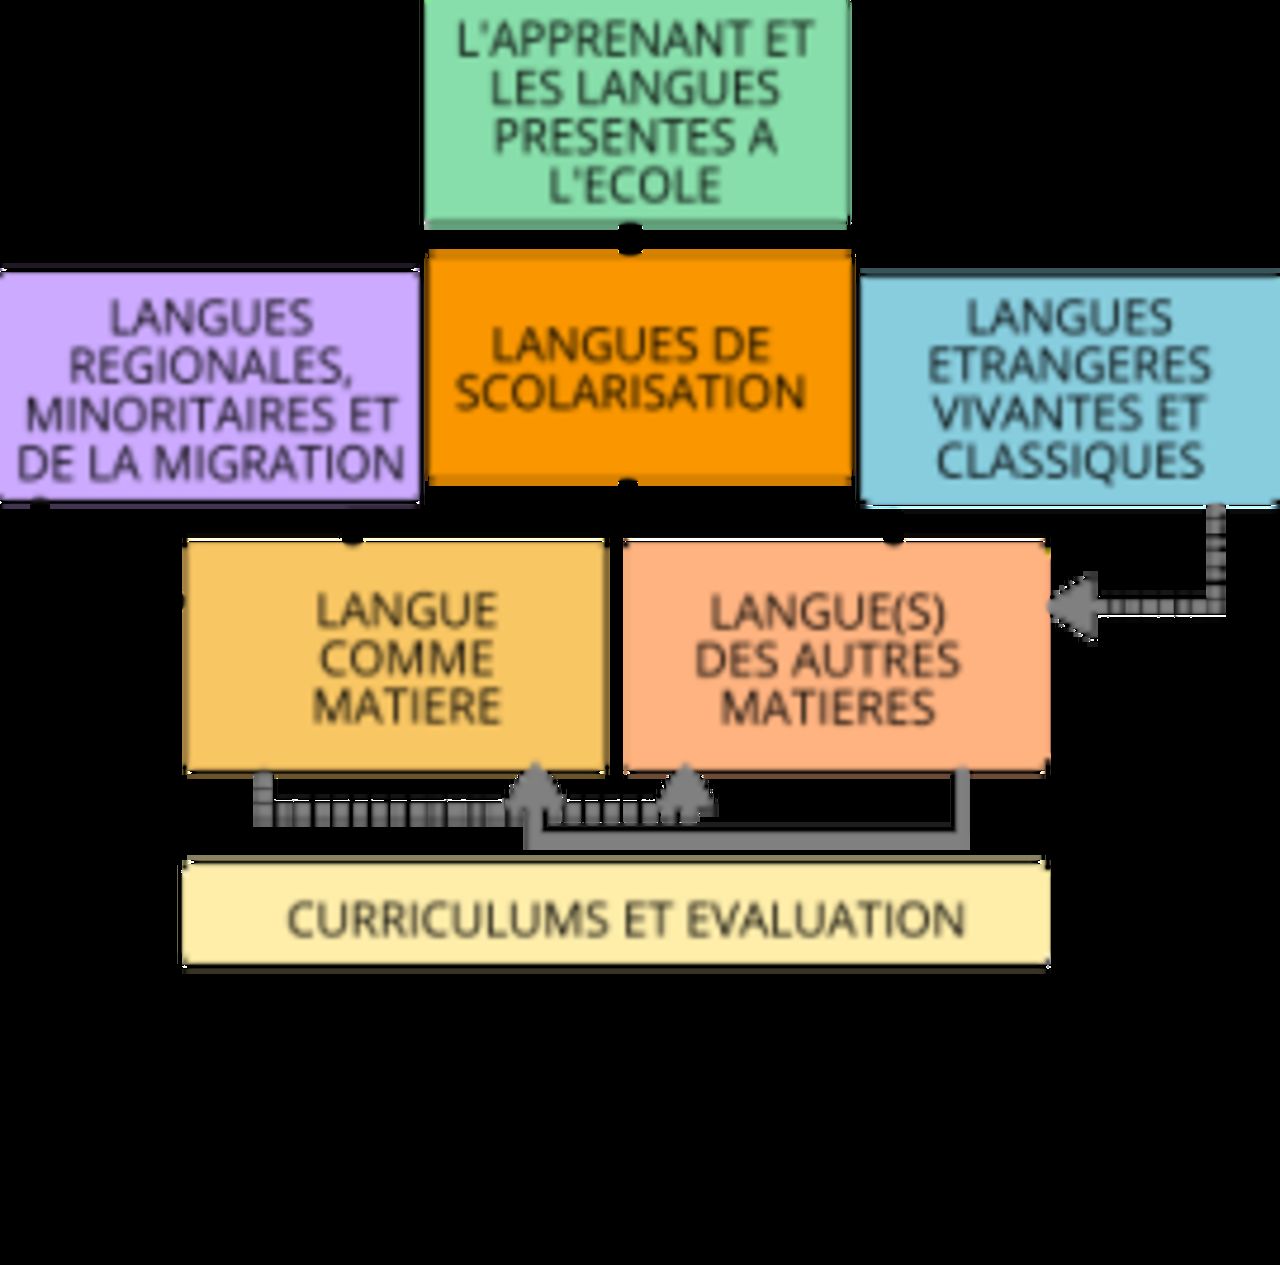 L'APPRENANT ET
LES LANGUES
PRESENTES A
L'ECOLE
LANGUES
REGIONALES,
MINORITAIRES ET
DE LA MIGRATION
LANGUES DE
SCOLARISATION
LANGUES
ETRANGERES
VIVANTES ET
CLASSIQUES
LANGUE
COMME
MATIERE
LANGUE(S)
DES AUTRES
MATIERES
CURRICULUMS ET EVALUATION